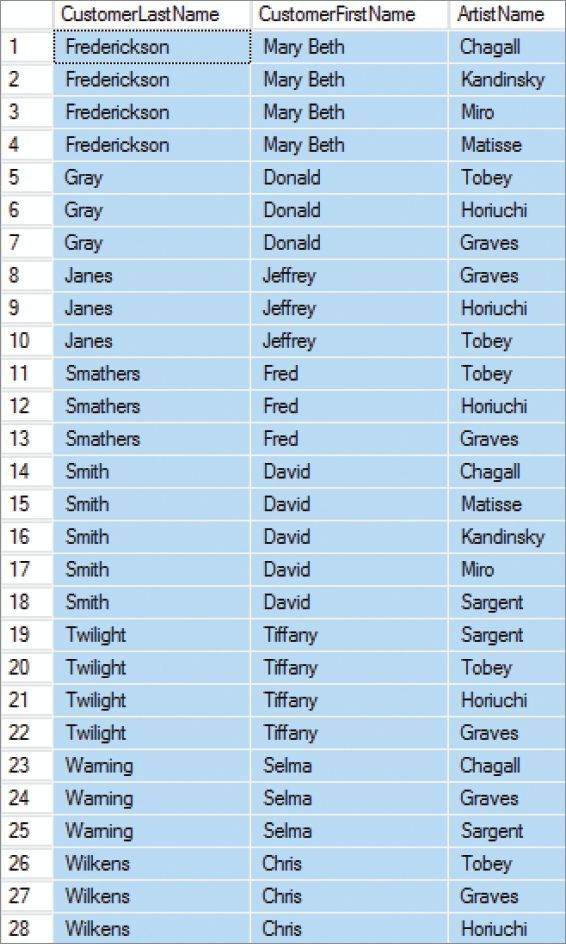 CustomerLastName CustomerFirstName ArtistName
1 Frederickson Mary Beth Chagall
2 Frederickson Mary Beth Kandinsky
3 Frederickson Mary Beth Miro
4 Frederickson Mary Beth Matisse
5 Gray Donald Tobey
6 Gray Donald Horiuchi
7 Gray Donald Graves
8 Janes Jeffrey Graves
9 Janes Jeffrey Horiuchi
10 Janes Jeffrey Tobey
11 Smathers Fred Tobey
12 Smathers Fred Horiuchi
13 Smathers Fred Graves
14 Smith David Chagall
15 Smith David Matisse
16 Smith David Kandinsky
17 Smith David Miro
18 Smith David Sargent
19 Twilight Tiffany Sargent
20 Twilight Tiffany Tobey
21 Twilight Tiffany Horiuchi
22 Twilight Tiffany Graves
23 Warning Selma Chagall
24 Warning Selma Graves
25 Warning Selma Sargent
26 Wilkens Chris Tobey
27 Wilkens Chris Graves
28 Wilkens Chris Horiuchi